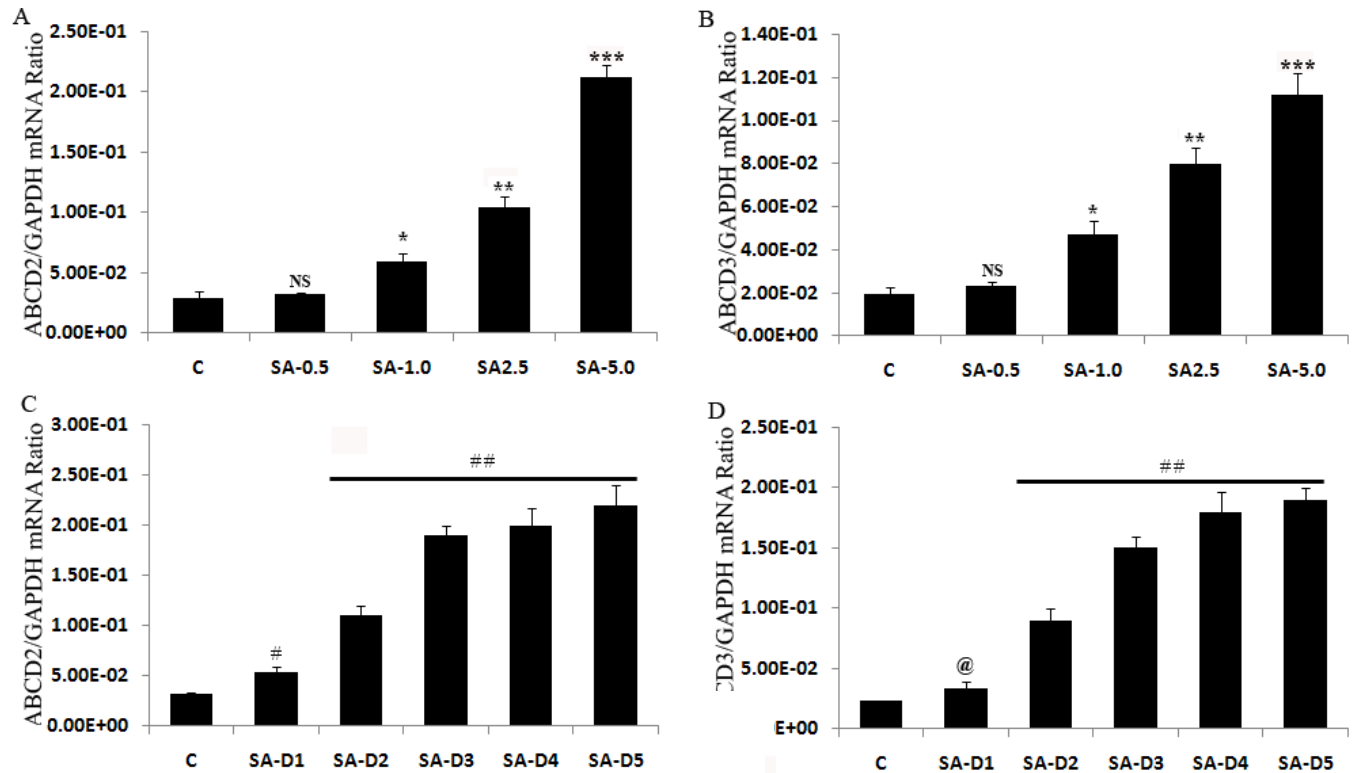 A
ABCD2/GAPDH mRNA Ratio
2.50E-01
2.00E-01
1.50E-01
1.00E-01
5.00E-02
0.00E+00
NS
*
**
***
C SA-0.5 SA-1.0 SA2.5 SA-5.0
B
ABCD3/GAPDH mRNA Ratio
1.40E-01
1.20E-01
1.00E-01
8.00E-02
6.00E-02
4.00E-02
2.00E-02
0.00E+00
NS
*
**
***
C SA-0.5 SA-1.0 SA2.5 SA-5.0
C
ABCD2/GAPDH mRNA Ratio
3.00E-01
2.50E-01
2.00E-01
1.50E-01
1.00E-01
5.00E-02
0.00E+00
#
##
C SA-D1 SA-D2 SA-D3 SA-D4 SA-D5
D
CD3/GAPDH mRNA Ratio
2.50E-01
2.00E-01
1.50E-01
1.00E-01
5.00E-02
E+00
@
##
C SA-D1 SA-D2 SA-D3 SA-D4 SA-D5